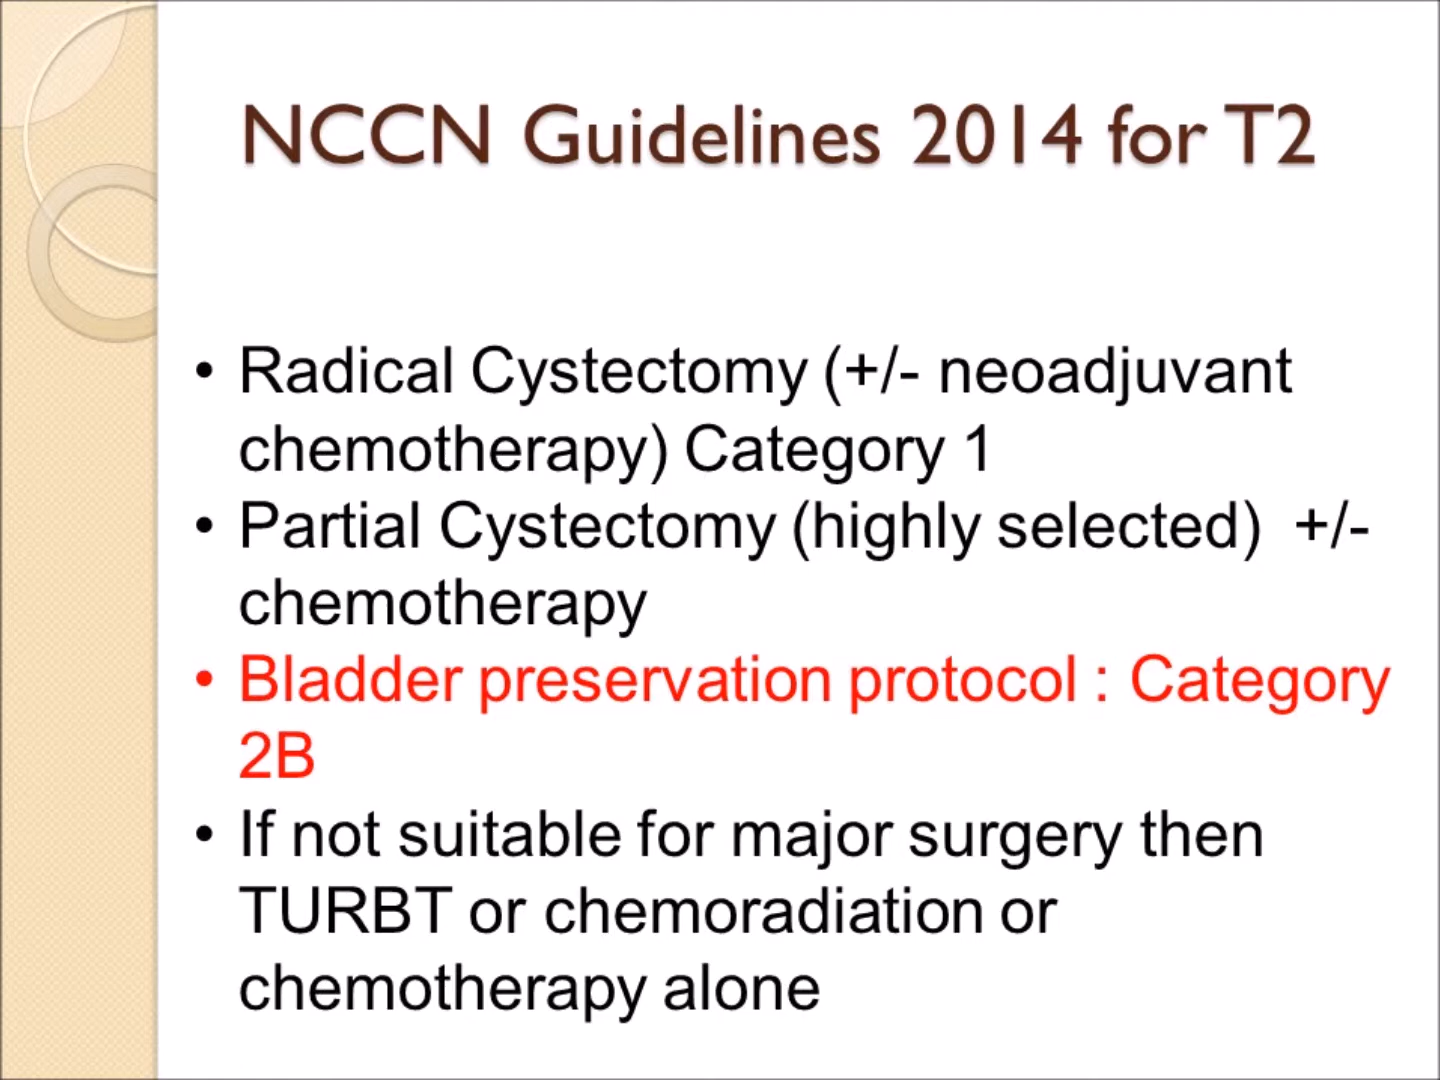 NCCN Guidelines 2014 for T2
• Radical Cystectomy (+/- neoadjuvant
chemotherapy) Category 1
• Partial Cystectomy (highly selected)  +/-
chemotherapy
• Bladder preservation protocol : Category
2B
• If not suitable for major surgery then
TURBT or chemoradiation or
chemotherapy alone